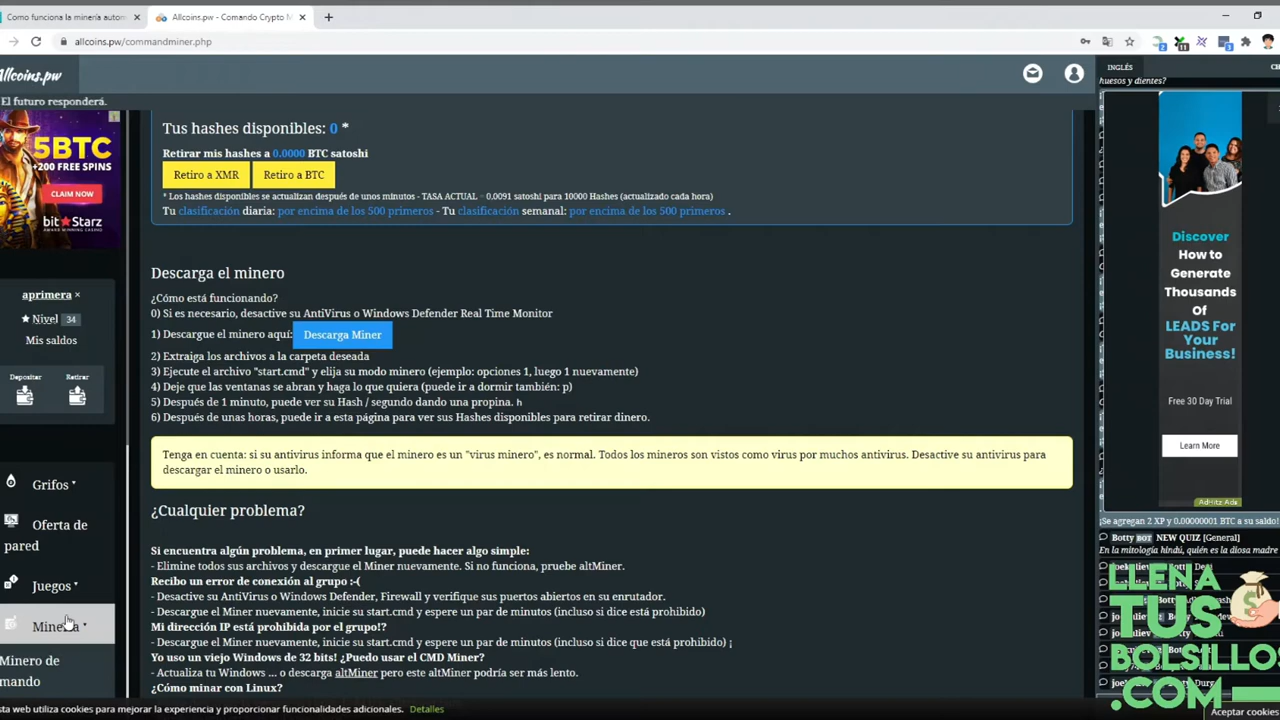 Como funciona la minería autom
Allcoins.pw - Comando Crypto M
allcoins.pw/commandminer.php
Allcoins.pw
El futuro responderá.
INGLÉS
huesos y dientes?
Tus hashes disponibles: 0 *
Retirar mis hashes a 0.0000 BTC satoshi
Retiro a XMR
Retiro a BTC
* Los hashes disponibles se actualizan después de unos minutos - TASA ACTUAL = 0.0091 satoshi para 10000 Hashes (actualizado cada hora)
Tu clasificación diaria: por encima de los 500 primeros - Tu clasificación semanal: por encima de los 500 primeros .
5BTC
+200 FREE SPINS
CLAIM NOW
bitstarz
aprimera
Nivel 34
Mis saldos
Depositar
Retirar
Grifos
Oferta de
pared
Juegos
Minería
Minero de
mando
Descarga el minero
¿Cómo está funcionando?
0) Si es necesario, desactive su AntiVirus o Windows Defender Real Time Monitor
1) Descargue el minero aquí: Descarga Miner
2) Extraiga los archivos a la carpeta deseada
3) Ejecute el archivo "start.cmd" y elija su modo minero (ejemplo: opciones 1, luego 1 nuevamente)
4) Deje que las ventanas se abran y haga lo que quiera (puede ir a dormir también: p)
5) Después de 1 minuto, puede ver su Hash / segundo dando una propina. h
6) Después de unas horas, puede ir a esta página para ver sus Hashes disponibles para retirar dinero.
Tenga en cuenta: si su antivirus informa que el minero es un "virus minero", es normal. Todos los mineros son vistos como virus por muchos antivirus. Desactive su antivirus para
descargar el minero o usarlo.
¿Cualquier problema?
Si encuentra algún problema, en primer lugar, puede hacer algo simple:
- Elimine todos sus archivos y descargue el Miner nuevamente. Si no funciona, pruebe altMiner.
Recibo un error de conexión al grupo :-(
- Desactive su AntiVirus o Windows Defender, Firewall y verifique sus puertos abiertos en su enrutador.
- Descargue el Miner nuevamente, inicie su start.cmd y espere un par de minutos (incluso si dice está prohibido)
Mi dirección IP está prohibida por el grupo!?
- Descargue el Miner nuevamente, inicie su start.cmd y espere un par de minutos (incluso si dice que está prohibido) ¡
Yo uso un viejo Windows de 32 bits! ¿Puedo usar el CMD Miner?
- Actualiza tu Windows ... o descarga altMiner pero este altMiner podría ser más lento.
¿Cómo minar con Linux?
Discover
How to
Generate
Thousands
Of
LEADS For
Your
Business!
Free 30 Day Trial
Learn More
AdHitz Ads
¡Se agregan 2 XP y 0.00000001 BTC a su saldo!
Botty BOT NEW QUIZ [General]
En la mitología hindú, quién es la diosa madre
LLENA
TUS
BOLSILLOS
.COM
sta web utiliza cookies para mejorar la experiencia y proporcionar funcionalidades adicionales. Detalles
Aceptar cookies